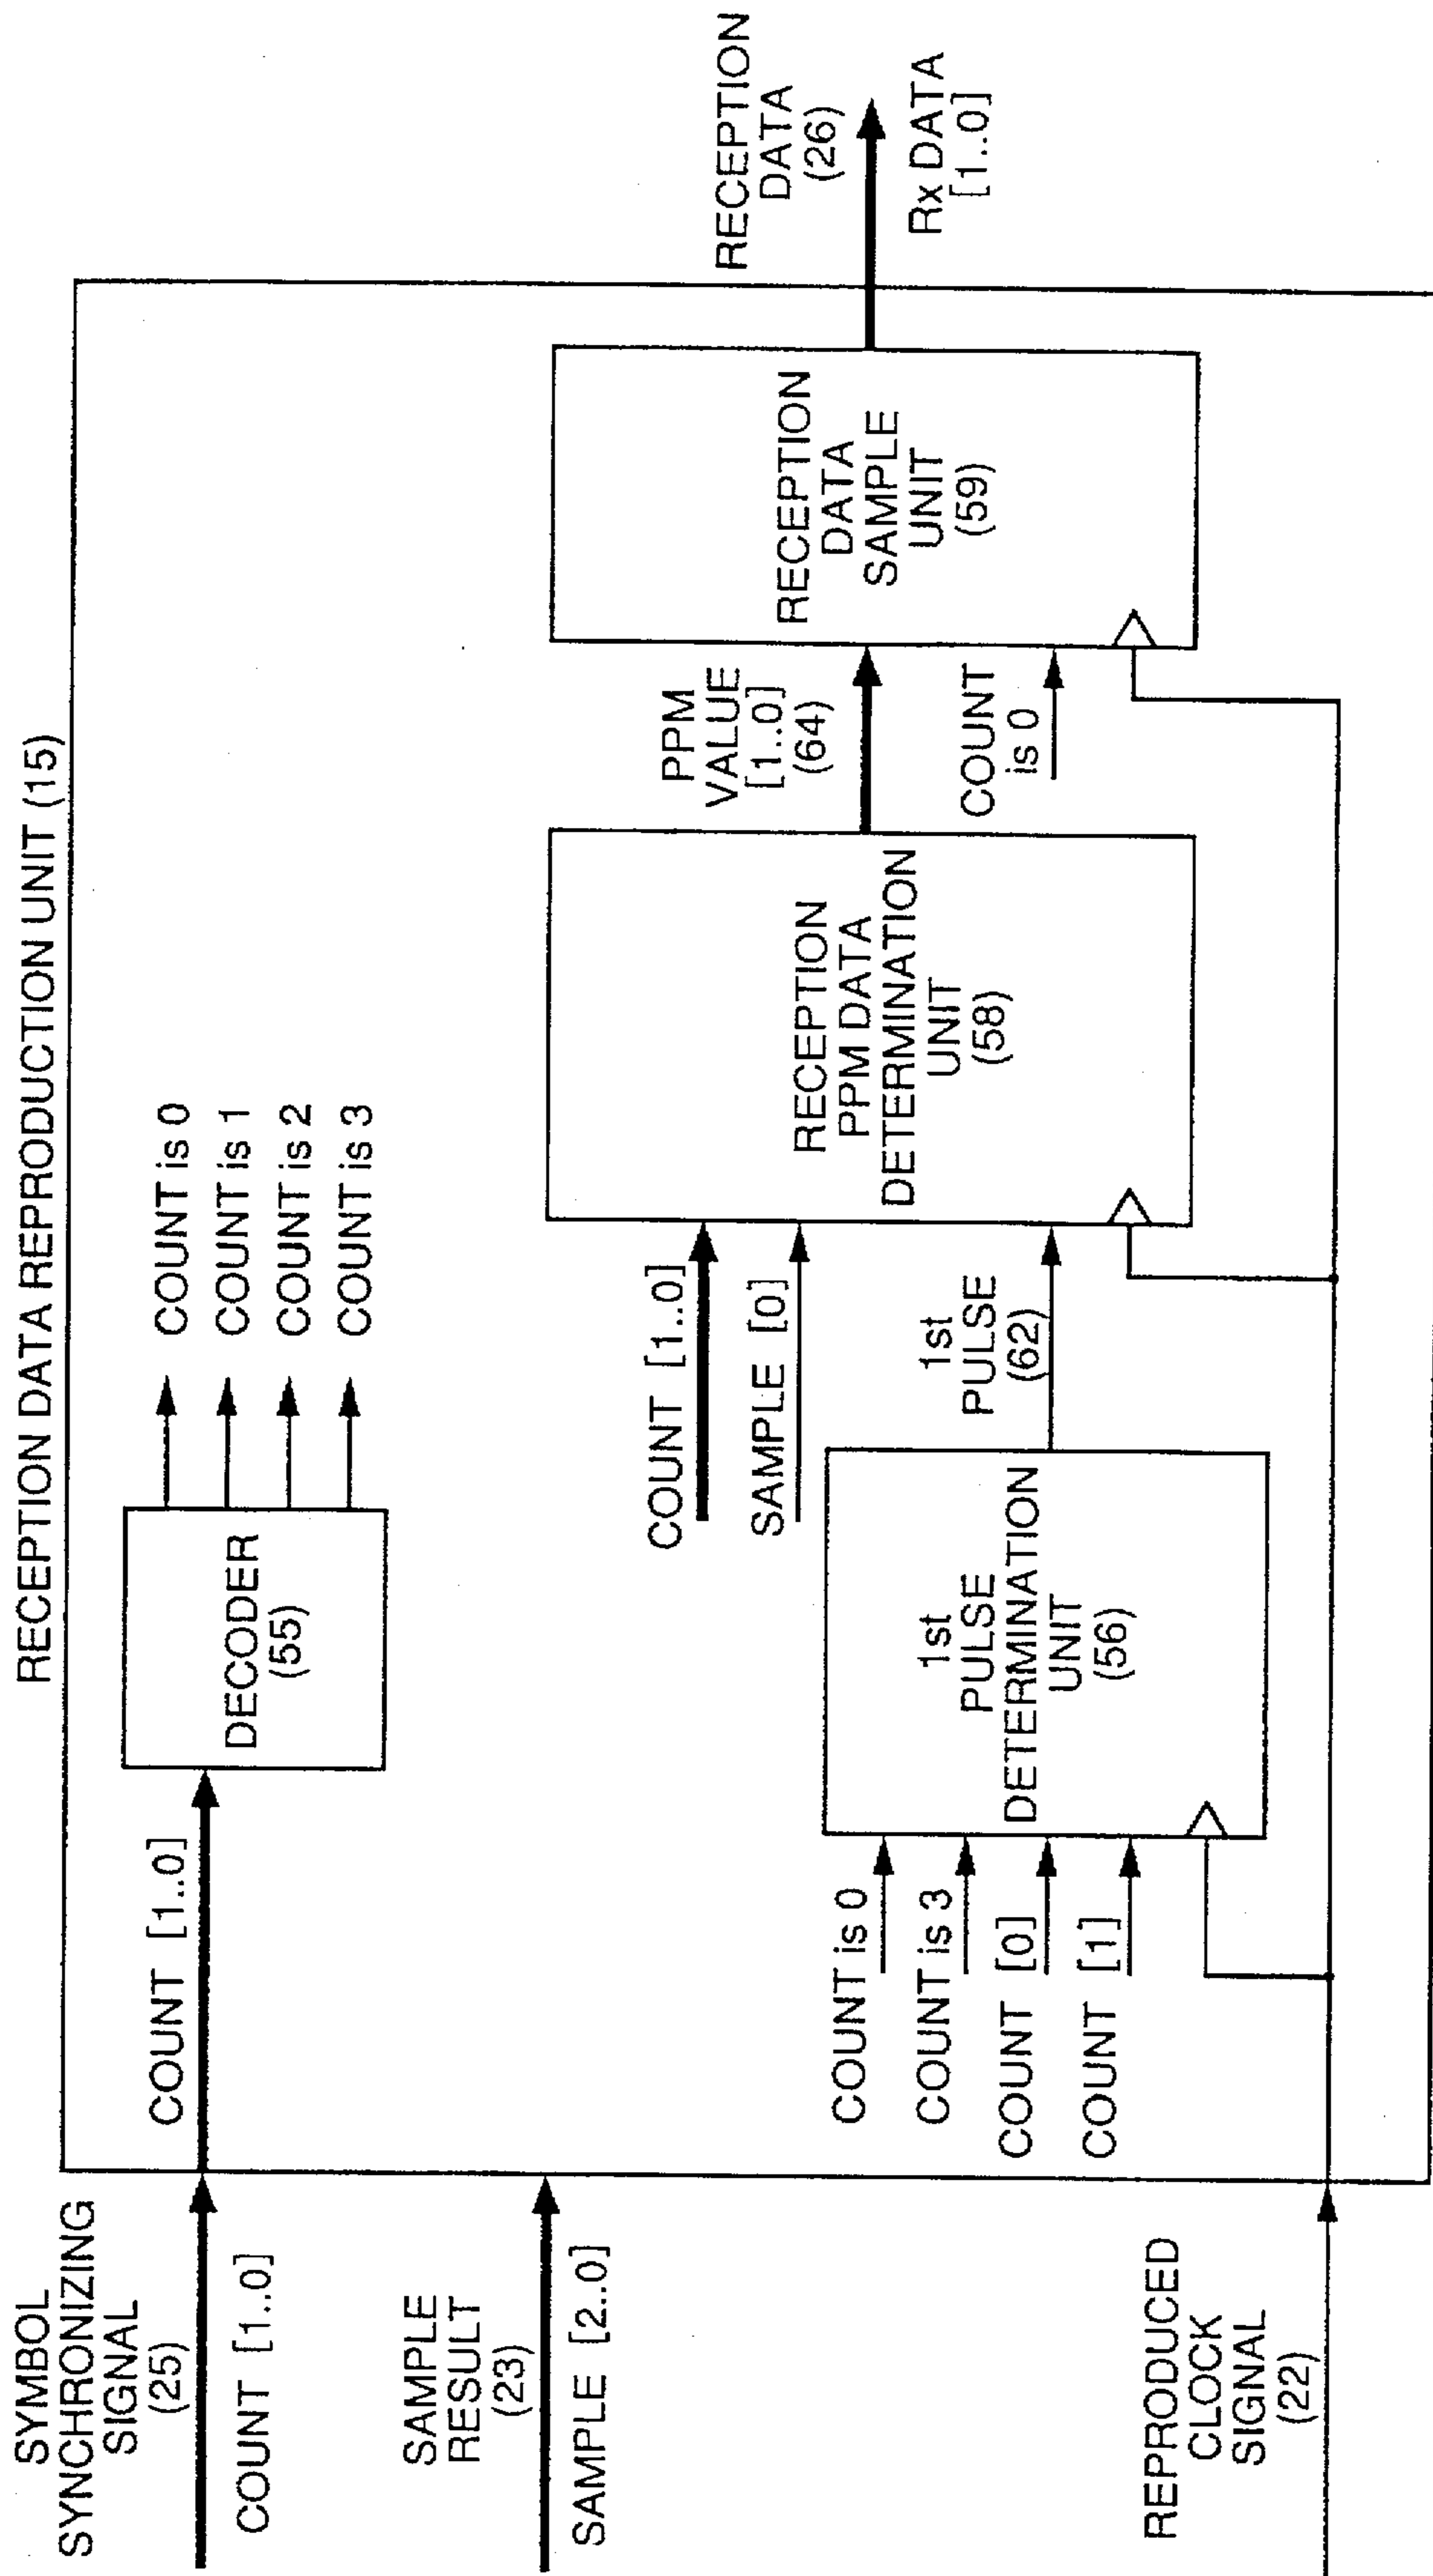 RECEPTION DATA REPRODUCTION UNIT (15)
SYMBOL
SYNCHRONIZING
SIGNAL
(25)
COUNT [1..0]
COUNT [1..0]
DECODER
(55)
COUNT is 0
COUNT is 1
COUNT is 2
COUNT is 3
SAMPLE
RESULT
(23)
SAMPLE [2..0]
REPRODUCED
CLOCK
SIGNAL
(22)
COUNT is 0
COUNT is 3
COUNT [0]
COUNT [1]
1st
PULSE
DETERMINATION
UNIT
(56)
COUNT [1..0]
SAMPLE [0]
1st
PULSE
(62)
RECEPTION
PPM DATA
DETERMINATION
UNIT
(58)
PPM
VALUE
[1..0]
(64)
COUNT
is 0
RECEPTION
DATA
SAMPLE
UNIT
(59)
RECEPTION
DATA
(26)
Rx DATA
[1..0]